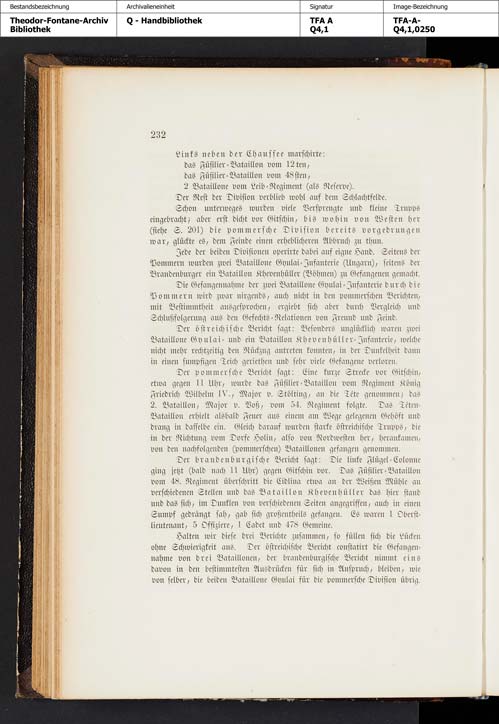 Bestandsbezeichnung Archivalieneinheit Signatur Image-Bezeichnung
Theodor-Fontane-Archiv Q - Handbibliothek TFA A TFA-A-
Bibliothek Q4,1 Q4,1,0250
232
Links neben der Chaussee marschirte:
das Füsilier-Bataillon vom 12ten,
das Füsilier-Bataillon vom 48sten,
2 Bataillone vom Leib-Regiment (als Reserve).
Der Rest der Division verblieb wohl auf dem Schlachtfelde.
Schon unterweges wurden viele Versprengte und kleine Trupps
eingebracht; aber erst dicht vor Gitschin, bis wohin von Westen her
(siehe S. 201) die pommersche Division bereits vorgedrungen
war, glückte es, dem Feinde einen erheblicheren Abbruch zu thun.
Jede der beiden Divisionen operirte dabei auf eigne Hand. Seitens der
Pommern wurden zwei Bataillone Gyulai-Infanterie (Ungarn), seitens der
Brandenburger ein Bataillon Khevenhüller (Böhmen) zu Gefangenen gemacht.
Die Gefangennahme der zwei Bataillone Gyulai-Infanterie durch die
Pommern wird zwar nirgends, auch nicht in den pommerschen Berichten,
mit Bestimmtheit ausgesprochen, ergiebt sich aber durch Vergleich und
Schlußfolgerung aus den Gefechts-Relationen von Freund und Feind.
Der östreichische Bericht sagt: Besonders unglücklich waren zwei
Bataillone Gyulai- und ein Bataillon Khevenhüller-Infanterie, welche
nicht mehr rechtzeitig den Rückzug antreten konnten, in der Dunkelheit dann
in einen sumpfigen Teich geriethen und sehr viele Gefangene verloren.
Der pommersche Bericht sagt: Eine kurze Strecke vor Gitschin,
etwa gegen 11 Uhr, wurde das Füsilier-Bataillon vom Regiment König
Friedrich Wilhelm IV., Major v. Stölting, an die Tête genommen; das
2. Bataillon, Major v. Voß, vom 54. Regiment folgte. Das Têten-
Bataillon erhielt alsbald Feuer aus einem am Wege gelegenen Gehöft und
drang in dasselbe ein. Gleich darauf wurden starke östreichische Trupps, die
in der Richtung vom Dorfe Holin, also von Nordwesten her, herankamen,
von den nachfolgenden (pommerschen) Bataillonen gefangen genommen.
Der brandenburgische Bericht sagt: Die linke Flügel-Colonne
ging jetzt (bald nach 11 Uhr) gegen Gitschin vor. Das Füsilier-Bataillon
vom 48. Regiment überschritt die Cidlina etwa an der Weißen Mühle an
verschiedenen Stellen und das Bataillon Khevenhüller das hier stand
und das sich, im Dunklen von verschiedenen Seiten angegriffen, auch in einen
Sumpf gedrängt sah, gab sich großentheils gefangen. Es waren 1 Oberst-
lieutenant, 5 Offiziere, 1 Cadet und 478 Gemeine.
Halten wir diese drei Berichte zusammen, so füllen sich die Lücken
ohne Schwierigkeit aus. Der östreichische Bericht constatirt die Gefangen-
nahme von drei Bataillonen, der brandenburgische Bericht nimmt eins
davon in den bestimmtesten Ausdrücken für sich in Anspruch, bleiben, wie
von selber, die beiden Bataillone Gyulai für die pommersche Division übrig.